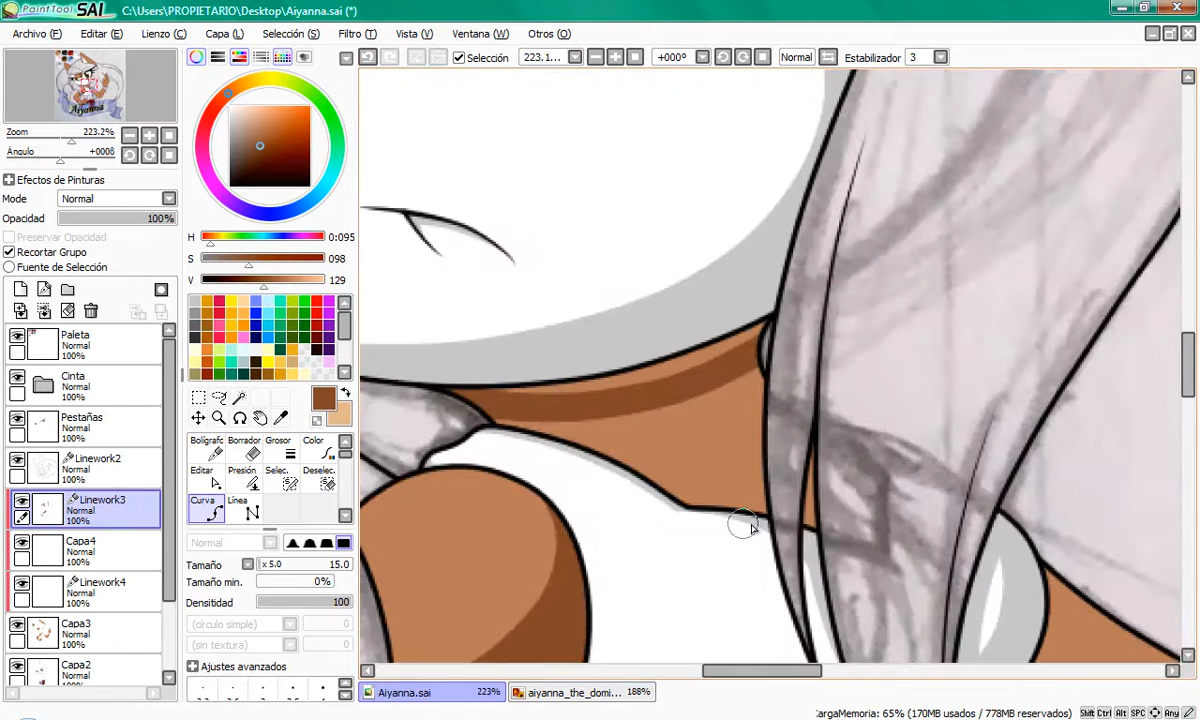 PaintTool SAI C:\Users\PROPIETARIO\Desktop\Aiyanna.sai (*)
Archivo (F) Editar (E) Lienzo (C) Capa (L) Selección (S) Filtro (T) Vista (V) Ventana (W) Otros (O)
Selección 223.1... +000º Normal Estabilizador 3
Aiyanna
Zoom 223.2%
Ángulo +000ß
Efectos de Pinturas
Mode Normal
Opacidad 100%
Preservar Opacidad
Recortar Grupo
Fuente de Selección
Paleta
Normal
100%
Cinta
Normal
100%
Pestañas
Normal
100%
Linework2
Normal
100%
Linework3
Normal
100%
Capa4
Normal
100%
Linework4
Normal
100%
Capa3
Normal
100%
Capa2
Normal
H 0:095
S 098
V 129
Bolígrafo Borrador Grosor Color
Editar Presión Selec. Deselec.
Curva Línea
Normal
Tamaño x 5.0 15.0
Tamaño min. 0%
Densitidad 100
(círculo simple) 0
(sin textura) 0
Ajustes avanzados
Aiyanna.sai 223%
aiyanna_the_domi... 188%
CargaMemoria: 65% (170MB usados / 778MB reservados) Shift Ctrl Alt SPC Any